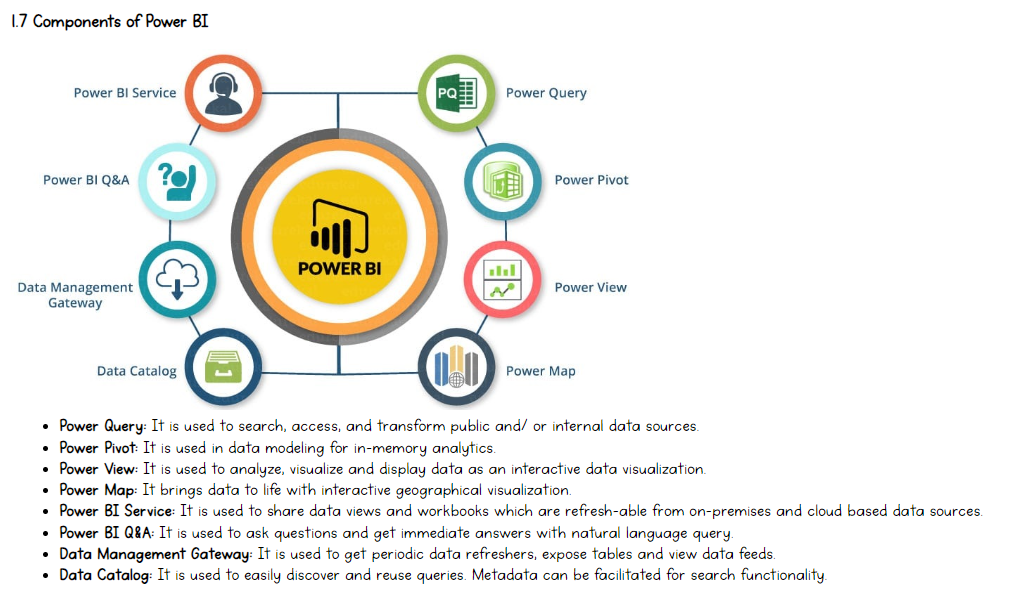 1.7 Components of Power BI
Power BI Service
Power Query
PQ
Power BI Q&A
Power Pivot
POWER BI
Data Management
Gateway
Power View
Data Catalog
Power Map
• Power Query: It is used to search, access, and transform public and/ or internal data sources.
• Power Pivot: It is used in data modeling for in-memory analytics.
• Power View: It is used to analyze, visualize and display data as an interactive data visualization.
• Power Map: It brings data to life with interactive geographical visualization.
• Power BI Service: It is used to share data views and workbooks which are refresh-able from on-premises and cloud based data sources.
• Power BI Q&A: It is used to ask questions and get immediate answers with natural language query.
• Data Management Gateway: It is used to get periodic data refreshers, expose tables and view data feeds.
• Data Catalog: It is used to easily discover and reuse queries. Metadata can be facilitated for search functionality.